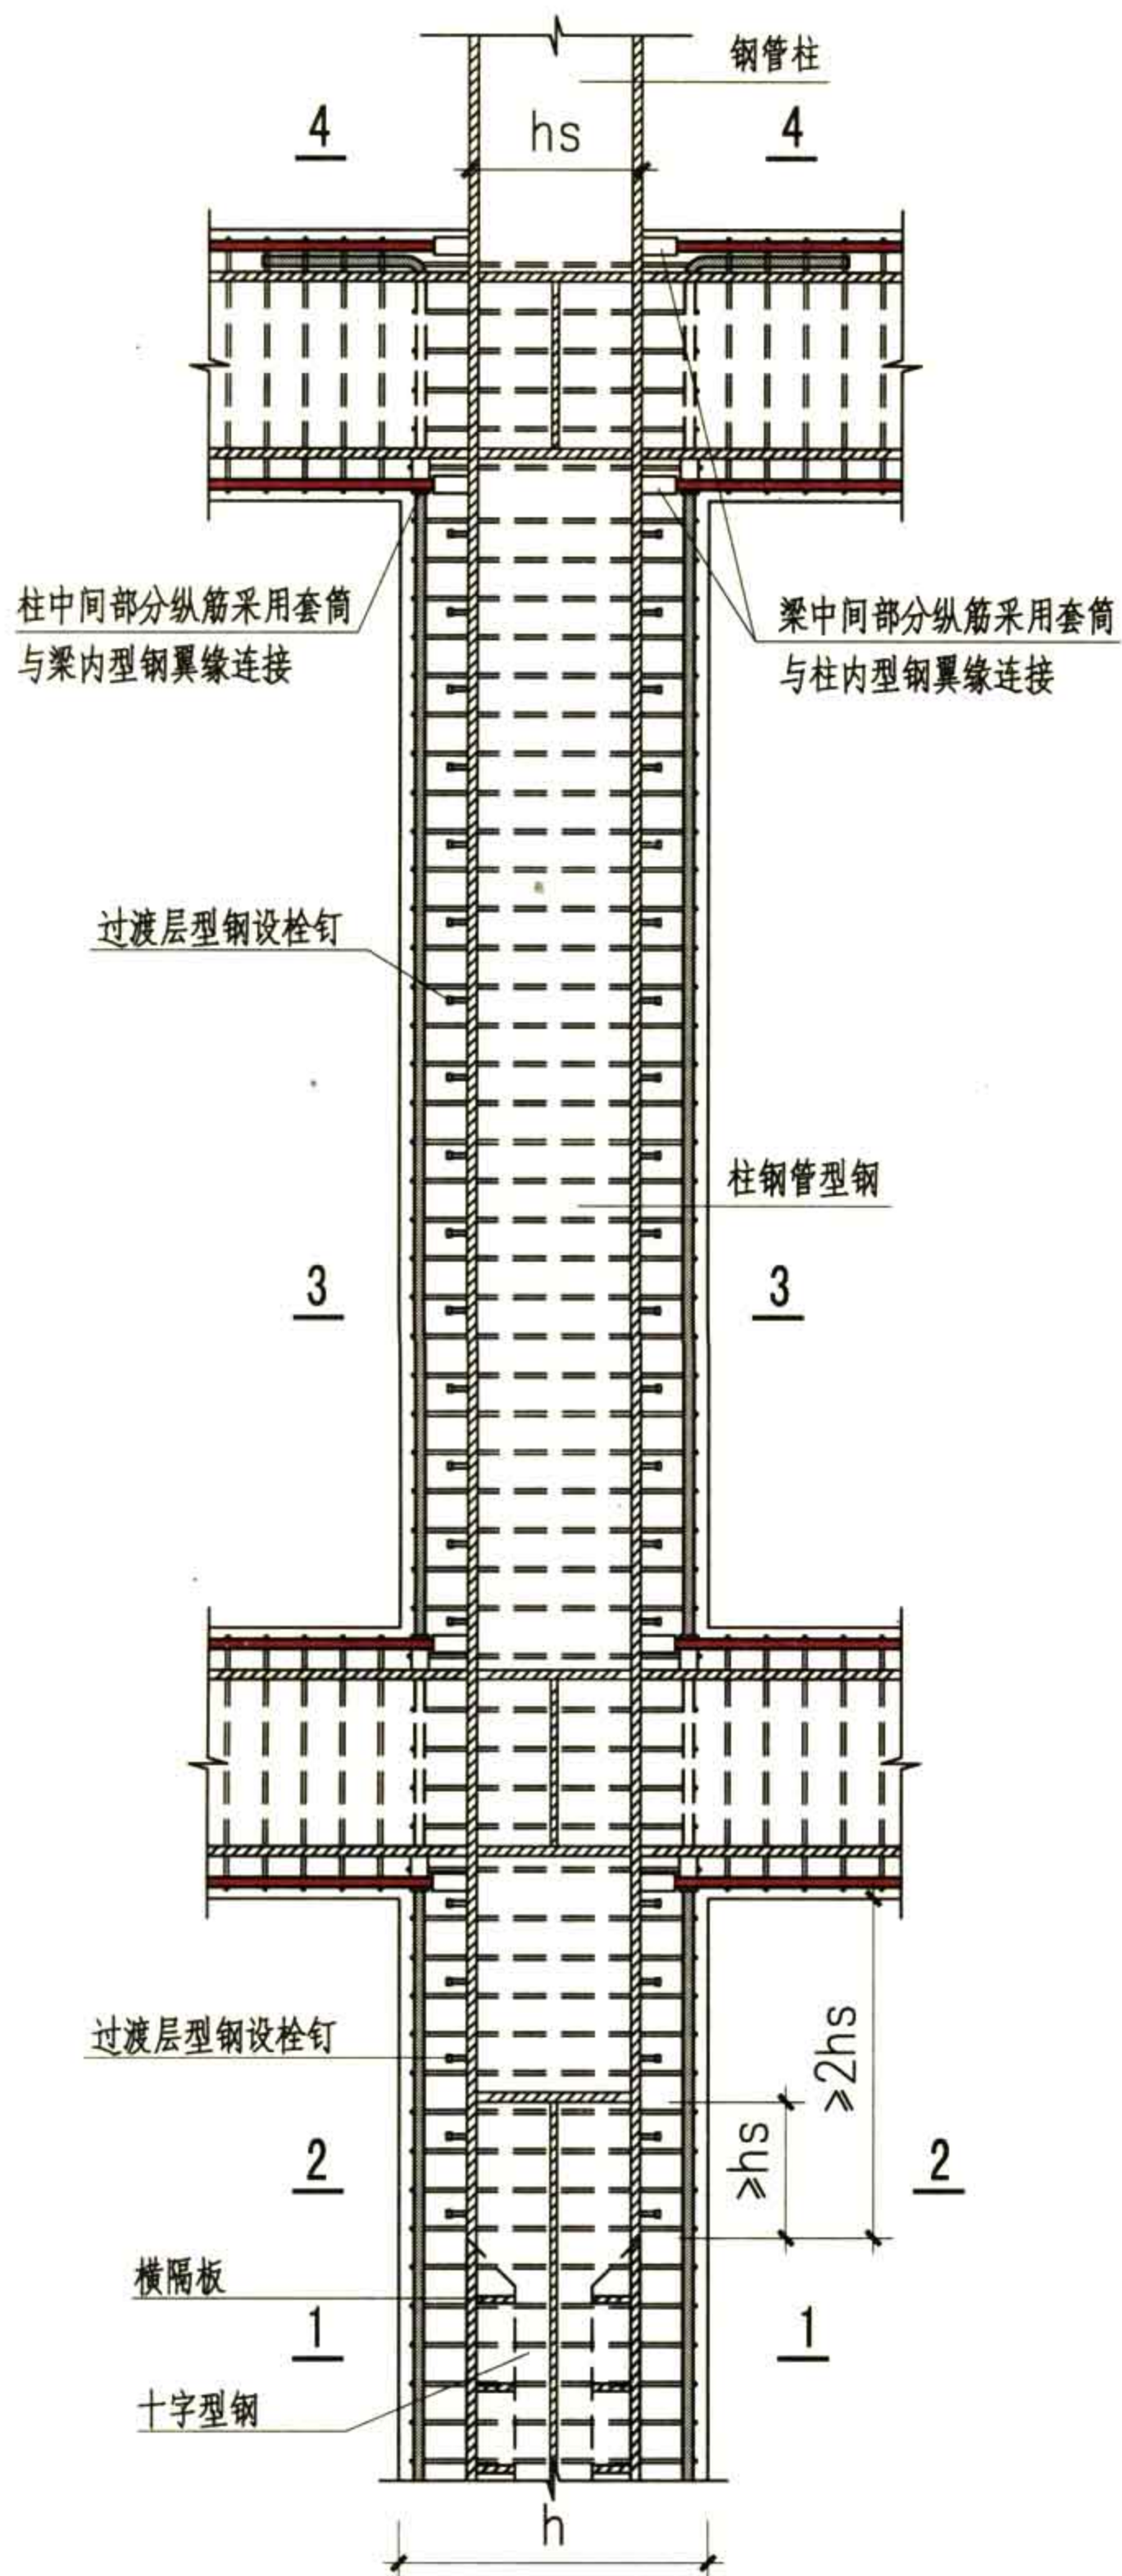 钢管柱
4
4
hs
柱中间部分纵筋采用套筒
与梁内型钢翼缘连接
梁中间部分纵筋采用套筒
与柱内型钢翼缘连接
过渡层型钢设栓钉
柱钢管型钢
3
3
过渡层型钢设栓钉
≥2hs
≥hs
2
2
横隔板
1
1
十字型钢
h